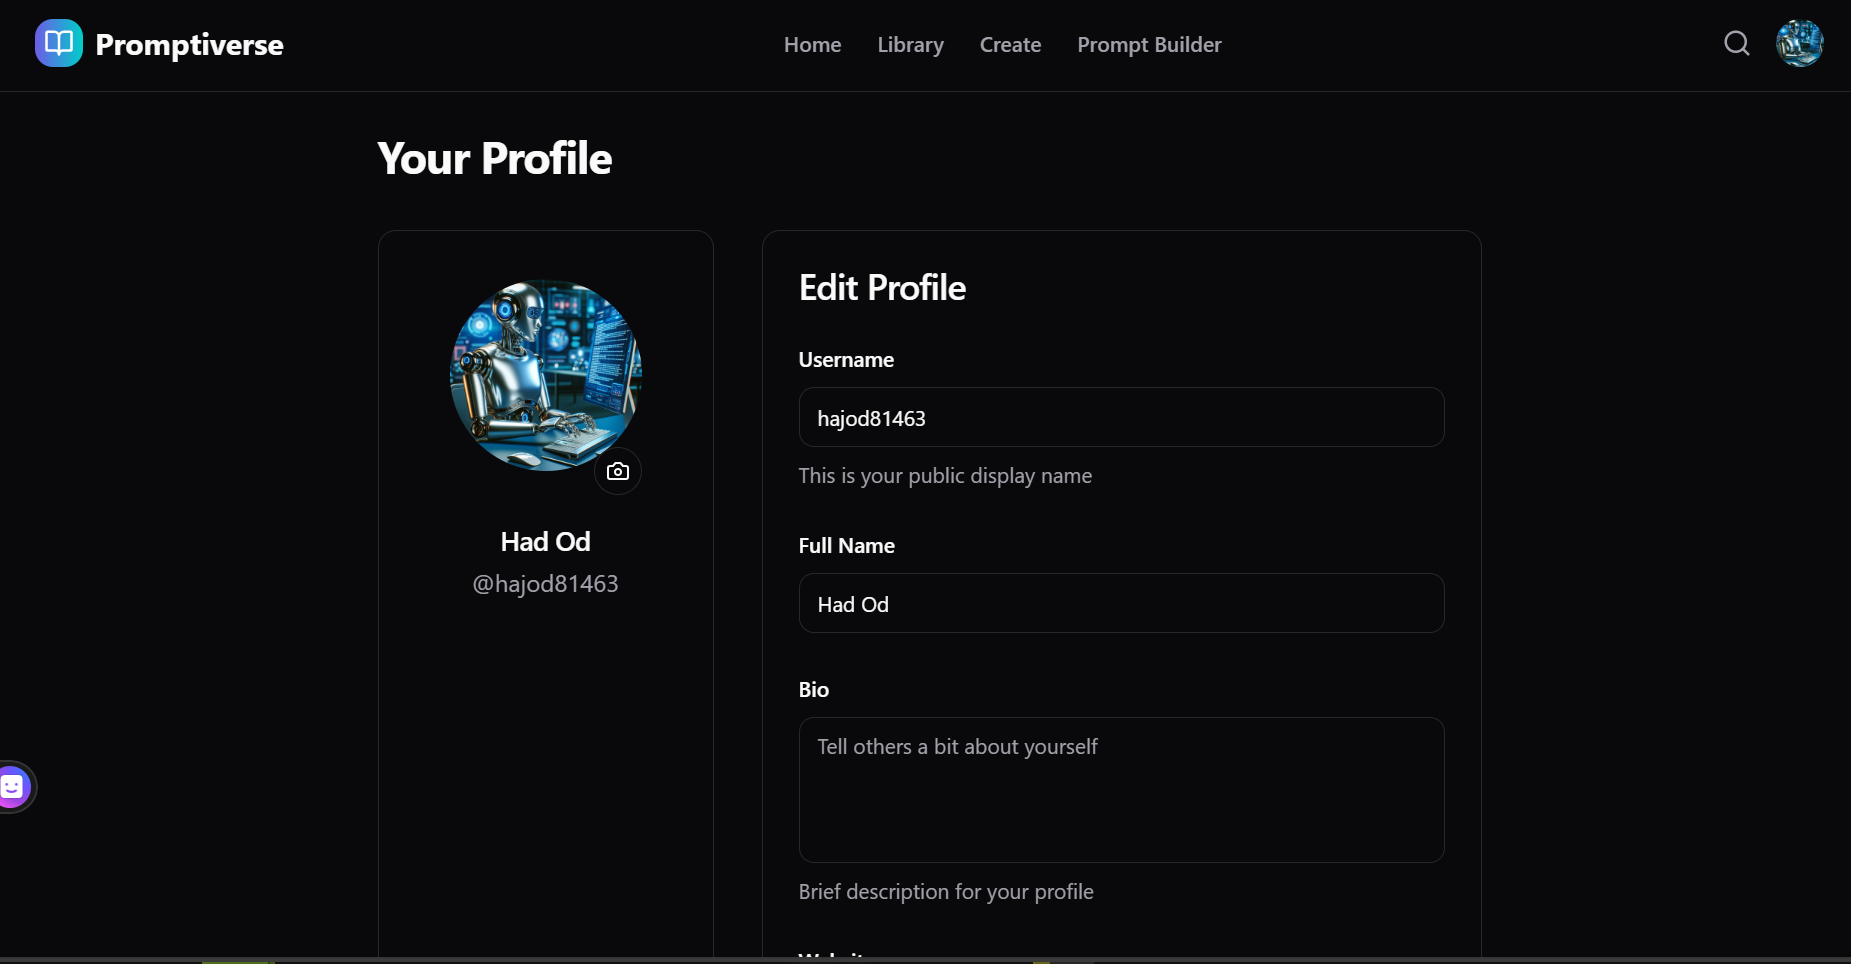 Promptiverse
Home Library Create Prompt Builder
Your Profile
Had Od
@hajod81463
Edit Profile
Username
hajod81463
This is your public display name
Full Name
Had Od
Bio
Tell others a bit about yourself
Brief description for your profile